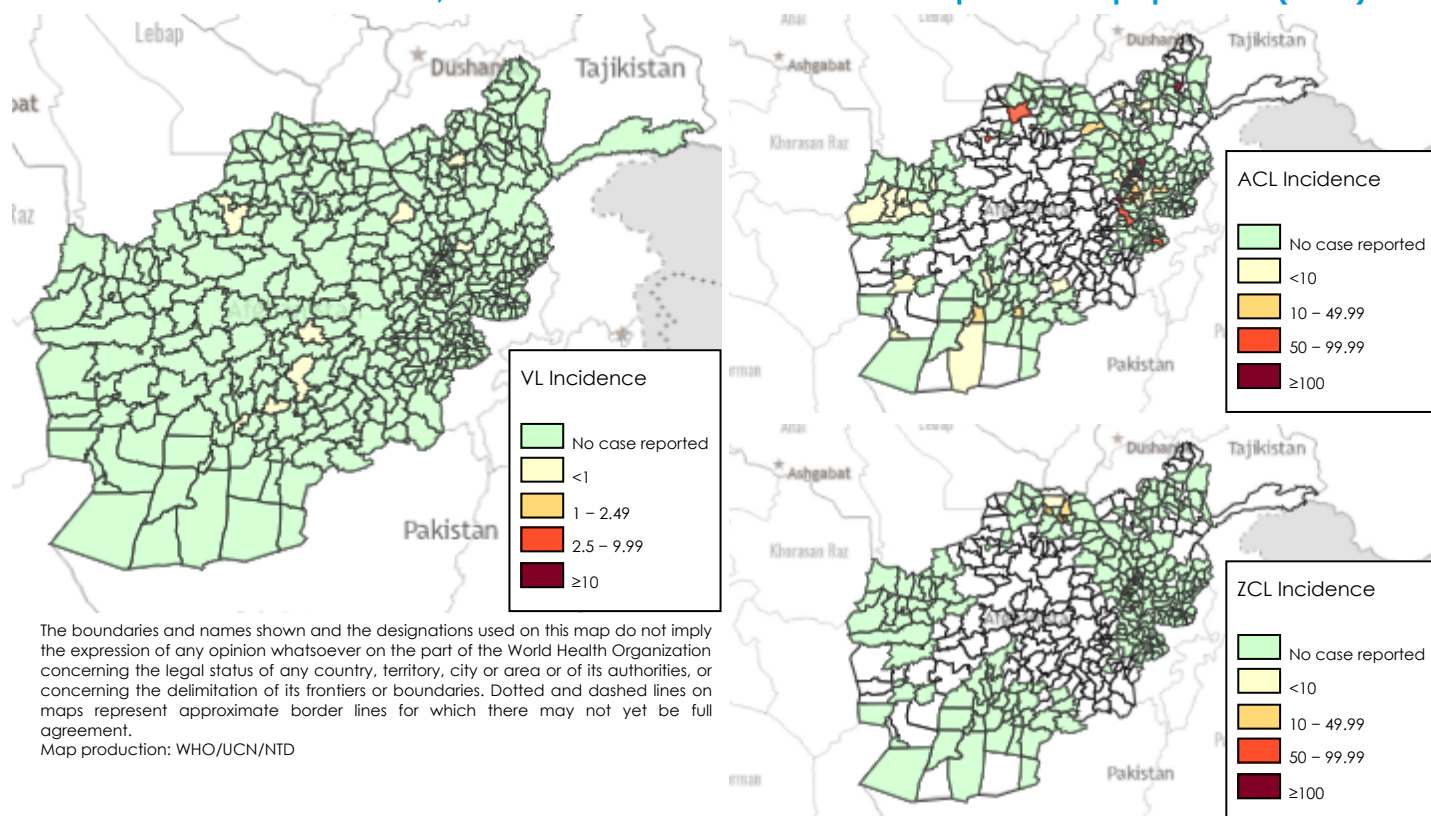 Lebap
Dushan
Tajikistan
Raz
Pakistan
VL Incidence
No case reported
<1
1 – 2.49
2.5 – 9.99
≥10
The boundaries and names shown and the designations used on this map do not imply
the expression of any opinion whatsoever on the part of the World Health Organization
concerning the legal status of any country, territory, city or area or of its authorities, or
concerning the delimitation of its frontiers or boundaries. Dotted and dashed lines on
maps represent approximate border lines for which there may not yet be full
agreement.
Map production: WHO/UCN/NTD
Dushan
Tajikistan
Ashgabat
Khorasan Raz
Pakistan
ACL Incidence
No case reported
<10
10 – 49.99
50 – 99.99
≥100
Dushan
Tajikistan
Ashgabat
Khorasan Raz
Pakistan
ZCL Incidence
No case reported
<10
10 – 49.99
50 – 99.99
≥100